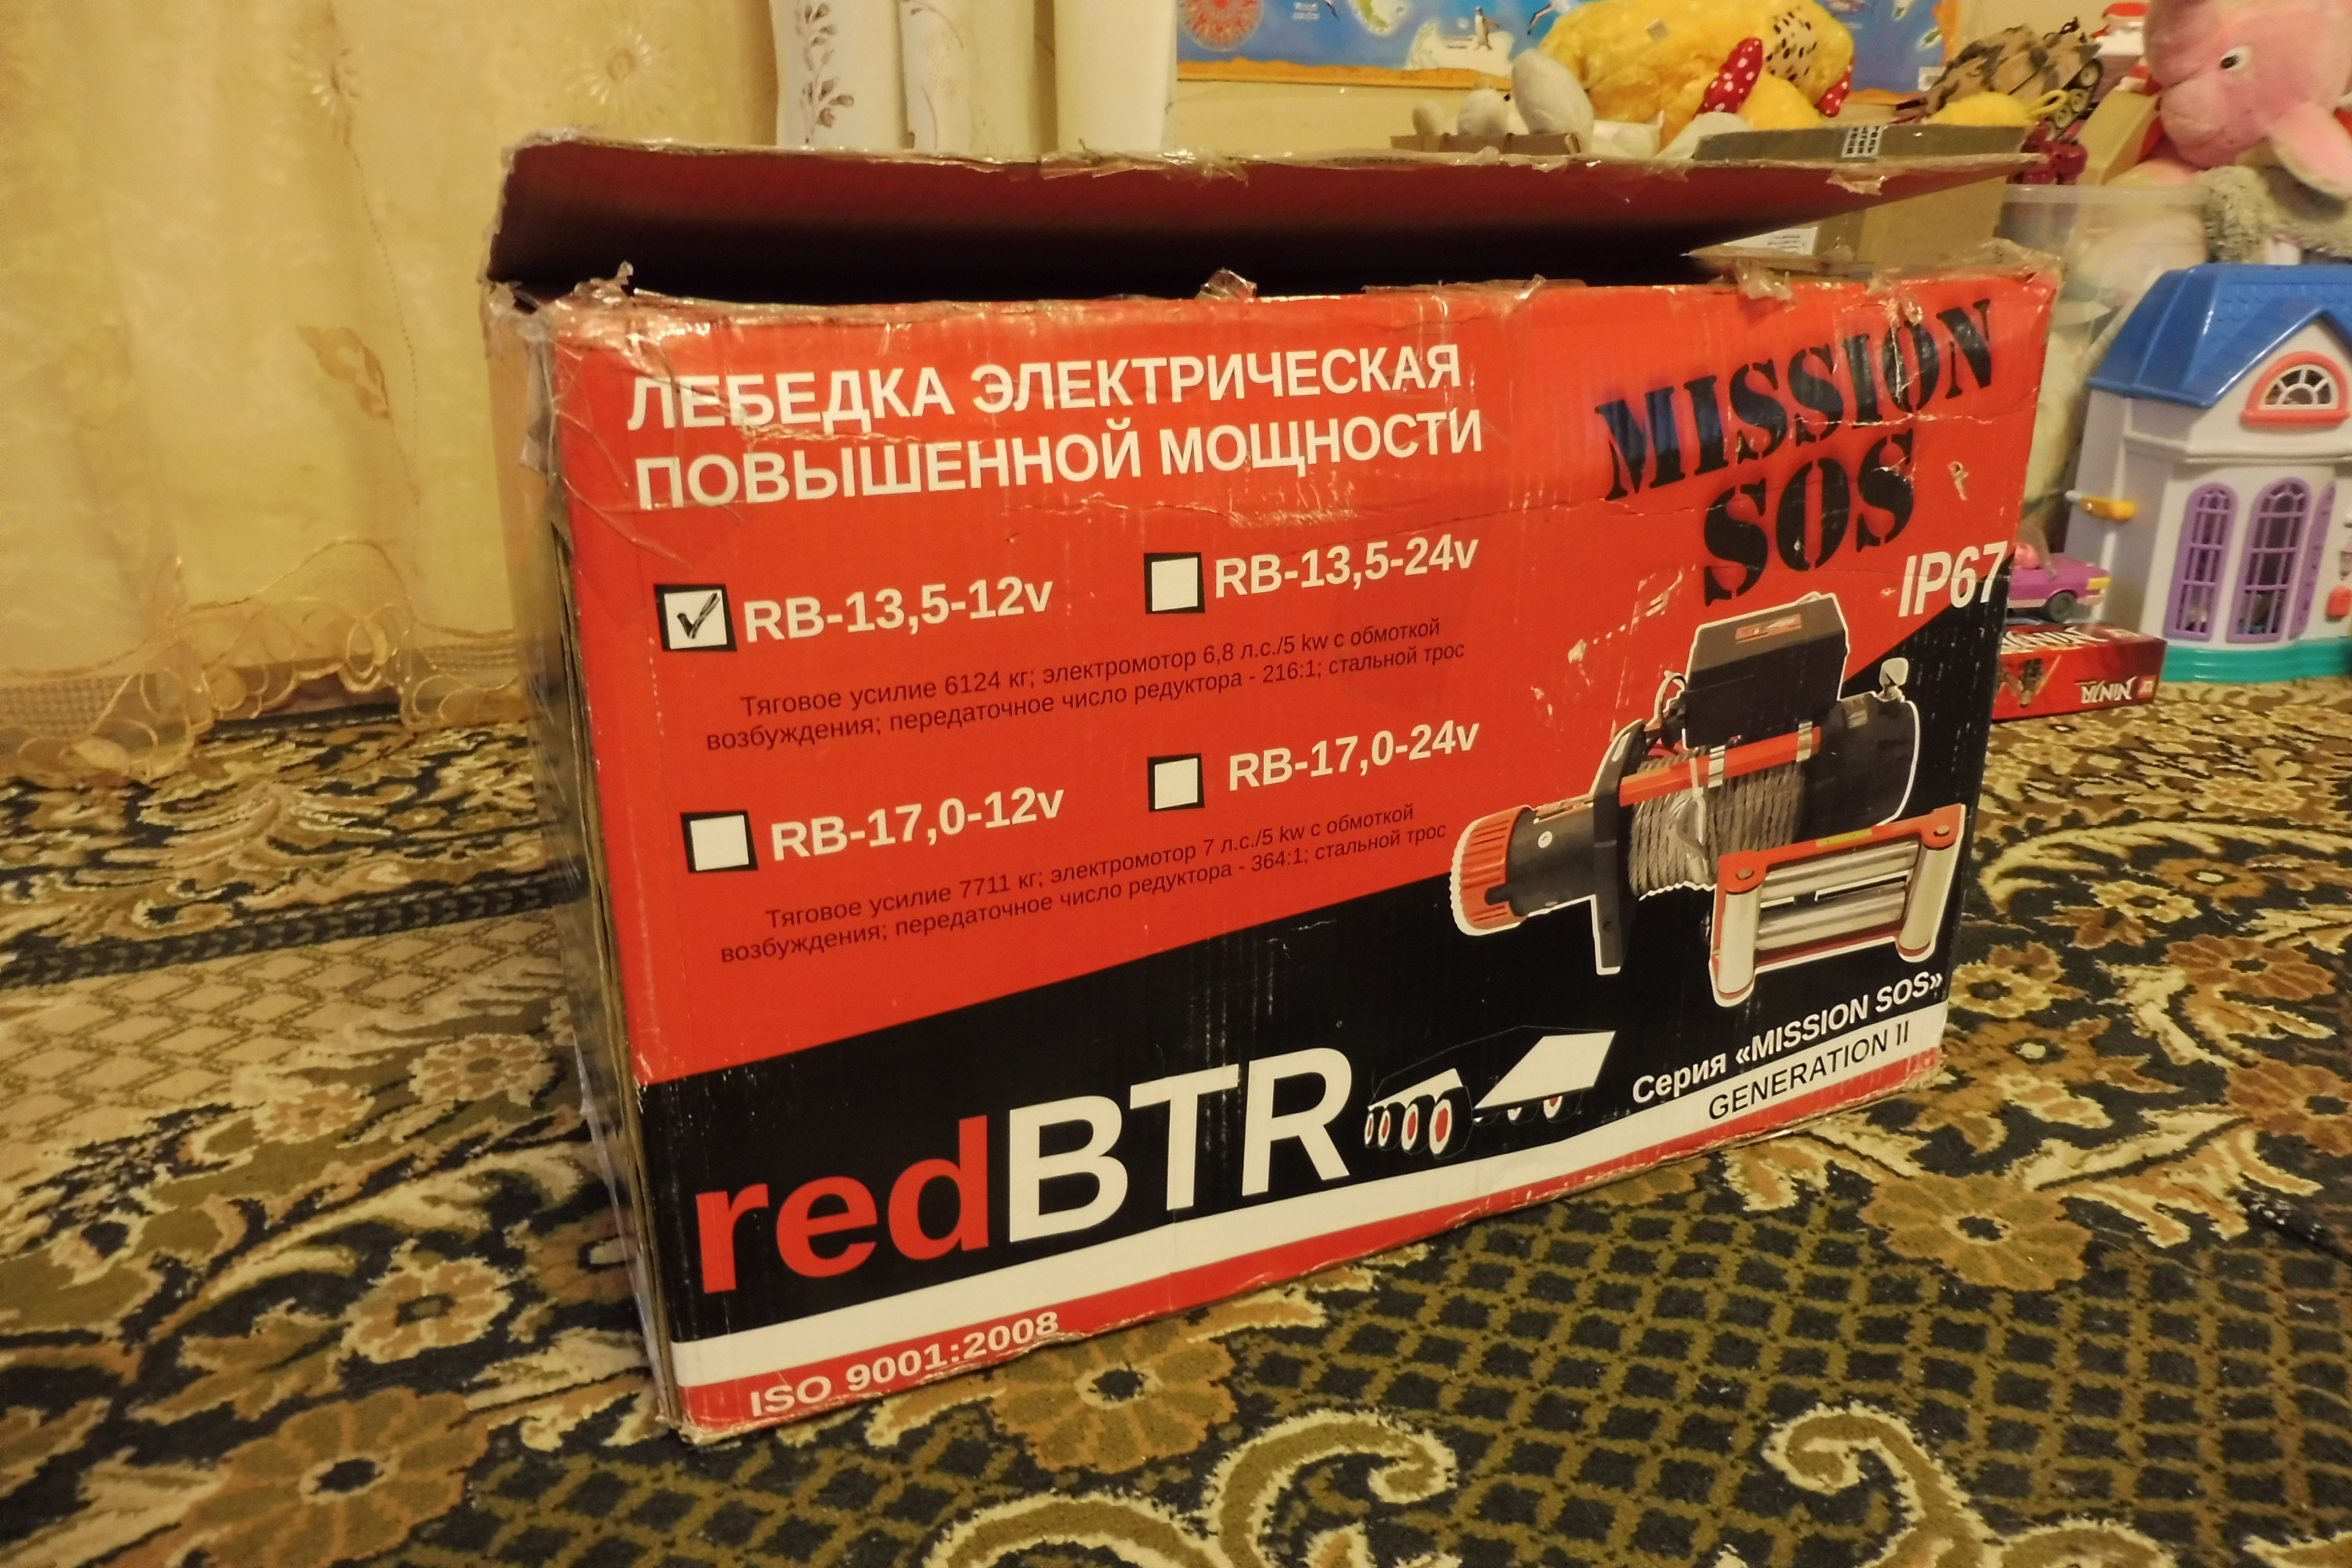 ЛЕБЕДКА ЭЛЕКТРИЧЕСКАЯ
ПОВЫШЕННОЙ МОЩНОСТИ
MISSION
SOS
IP67
RB-13,5-12v
RB-13,5-24v
Тяговое усилие 6124 кг; электромотор 6,8 л.с./5 kw с обмоткой
возбуждения; передаточное число редуктора - 216:1; стальной трос
RB-17,0-12v
RB-17,0-24v
Тяговое усилие 7711 кг; электромотор 7 л.с./5 kw с обмоткой
возбуждения; передаточное число редуктора - 364:1; стальной трос
redBTR
Серия «MISSION SOS»
GENERATION II
ISO 9001:2008